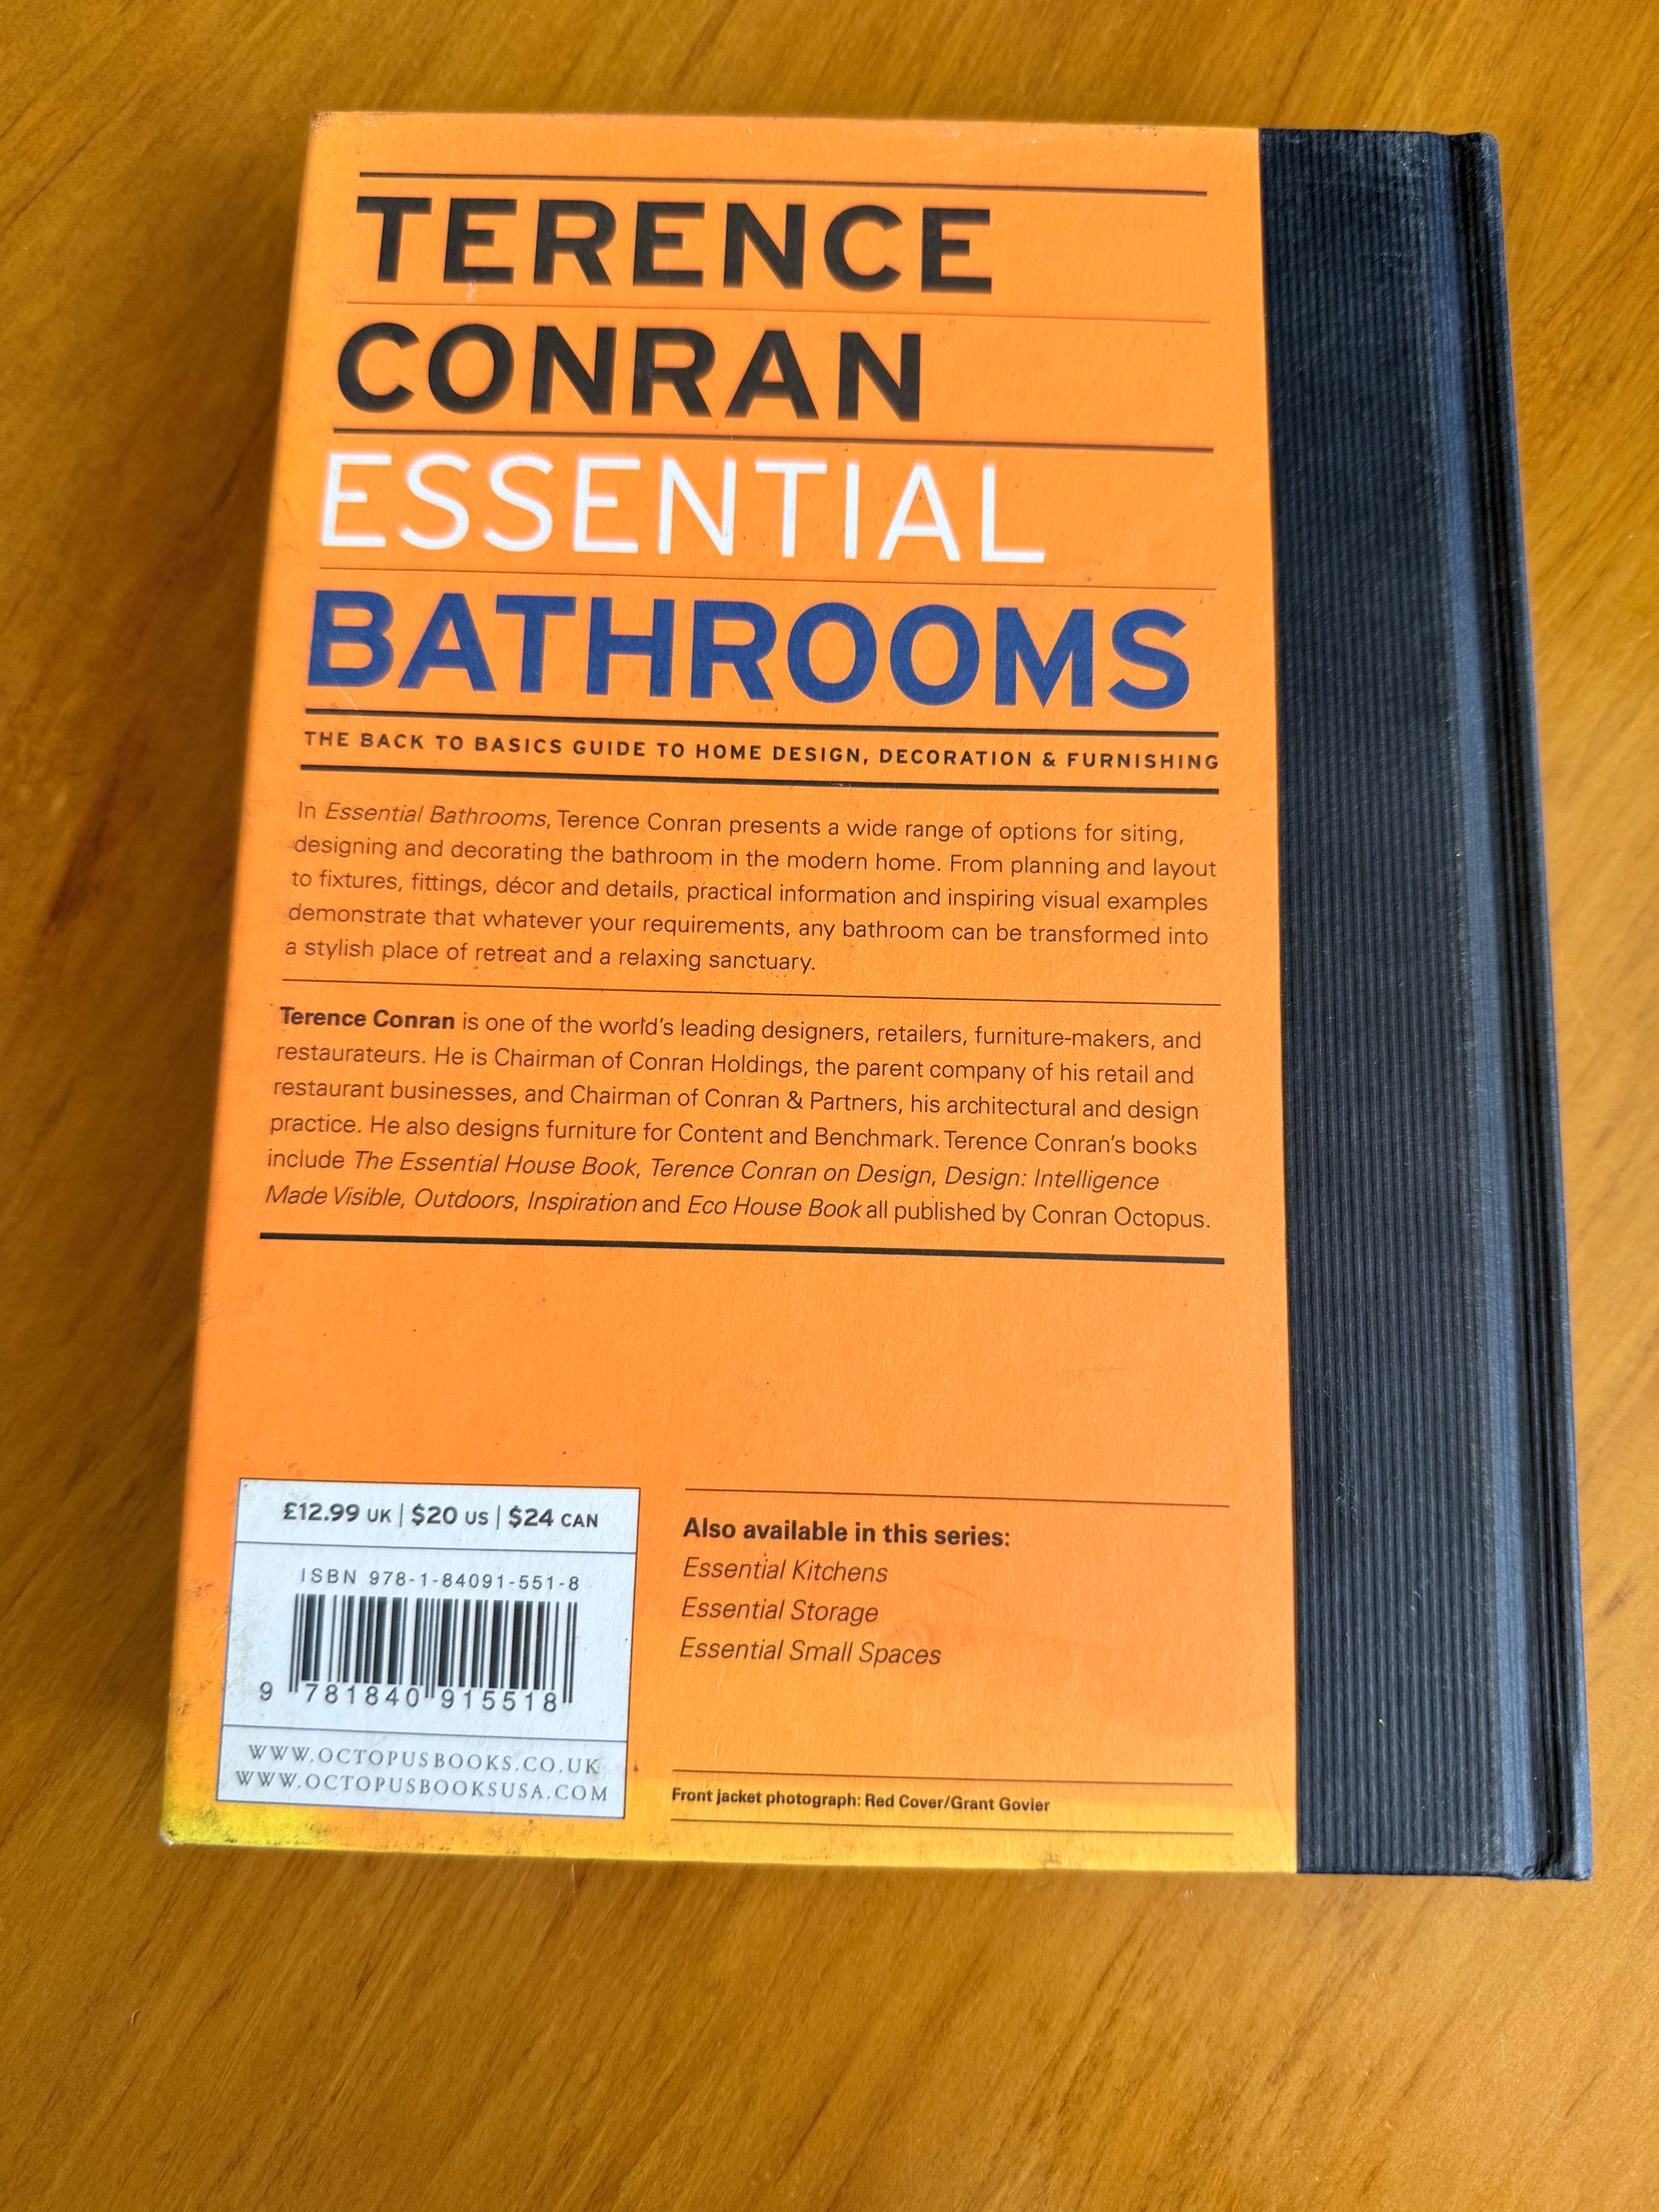 TERENCE
CONRAN
ESSENTIAL
BATHROOMS
THE BACK TO BASICS GUIDE TO HOME DESIGN, DECORATION & FURNISHING
In Essential Bathrooms, Terence Conran presents a wide range of options for siting,
designing and decorating the bathroom in the modern home. From planning and layout
to fixtures, fittings, décor and details, practical information and inspiring visual examples
demonstrate that whatever your requirements, any bathroom can be transformed into
a stylish place of retreat and a relaxing sanctuary.
Terence Conran is one of the world's leading designers, retailers, furniture-makers, and
restaurateurs. He is Chairman of Conran Holdings, the parent company of his retail and
restaurant businesses, and Chairman of Conran & Partners, his architectural and design
practice. He also designs furniture for Content and Benchmark. Terence Conran's books
include The Essential House Book, Terence Conran on Design, Design: Intelligence
Made Visible, Outdoors, Inspiration and Eco House Book all published by Conran Octopus.
£12.99 UK | $20 US | $24 CAN
ISBN 978-1-84091-551-8
9 781840 915518
WWW.OCTOPUSBOOKS.CO.UK
WWW.OCTOPUSBOOKSUSA.COM
Also available in this series:
Essential Kitchens
Essential Storage
Essential Small Spaces
Front jacket photograph: Red Cover/Grant Govier